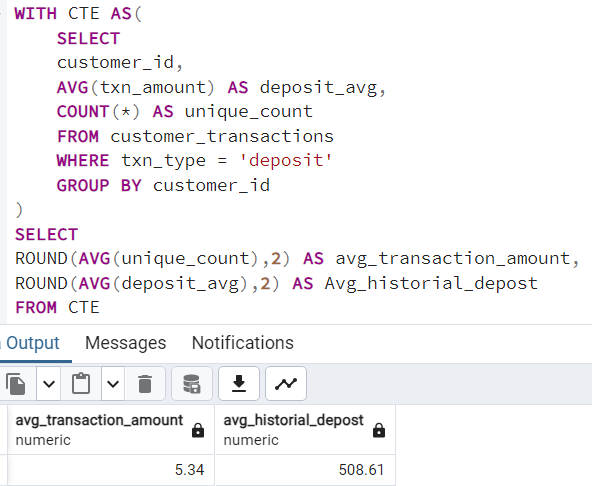 WITH CTE AS(
SELECT
customer_id,
AVG(txn_amount) AS deposit_avg,
COUNT(*) AS unique_count
FROM customer_transactions
WHERE txn_type = 'deposit'
GROUP BY customer_id
)
SELECT
ROUND(AVG(unique_count),2) AS avg_transaction_amount,
ROUND(AVG(deposit_avg),2) AS Avg_historial_depost
FROM CTE
Output Messages Notifications
avg_transaction_amount avg_historial_depost
numeric numeric
5.34 508.61